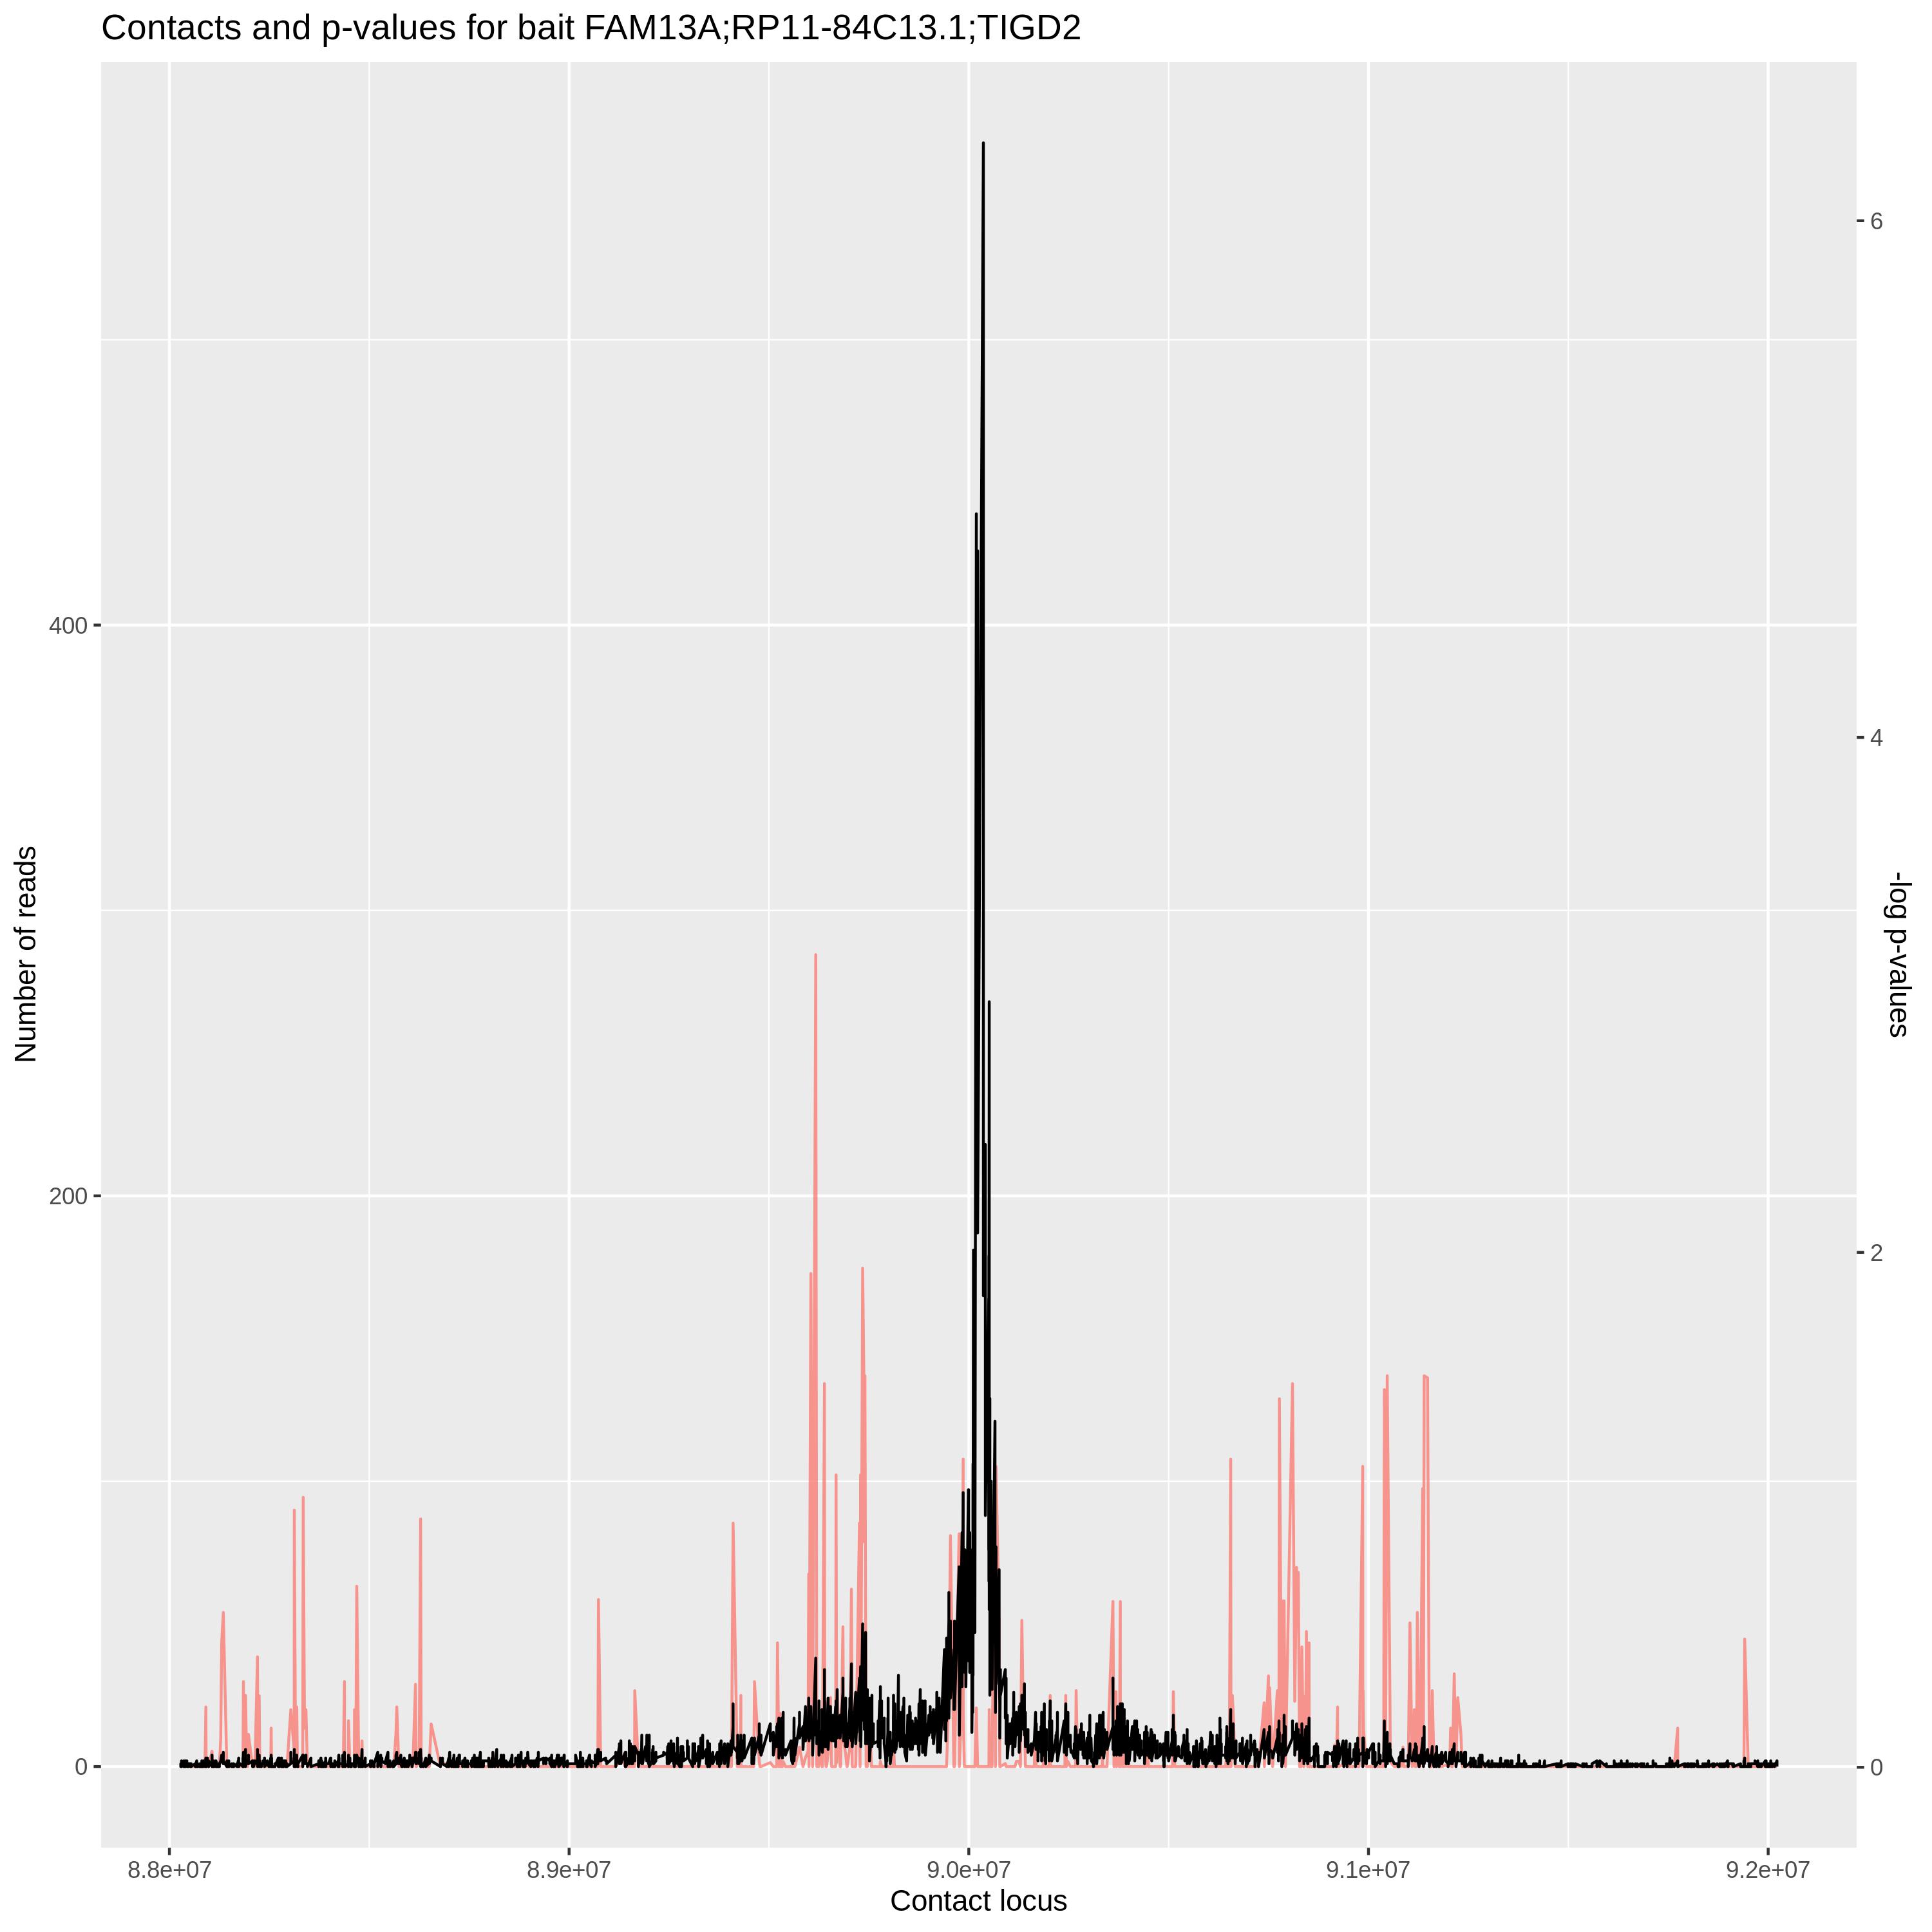 Contacts and p-values for bait FAM13A;RP11-84C13.1;TIGD2
6
400
4
Number of reads
-log p-values
200
2
0
0
8.8e+07
8.9e+07
9.0e+07
9.1e+07
9.2e+07
Contact locus